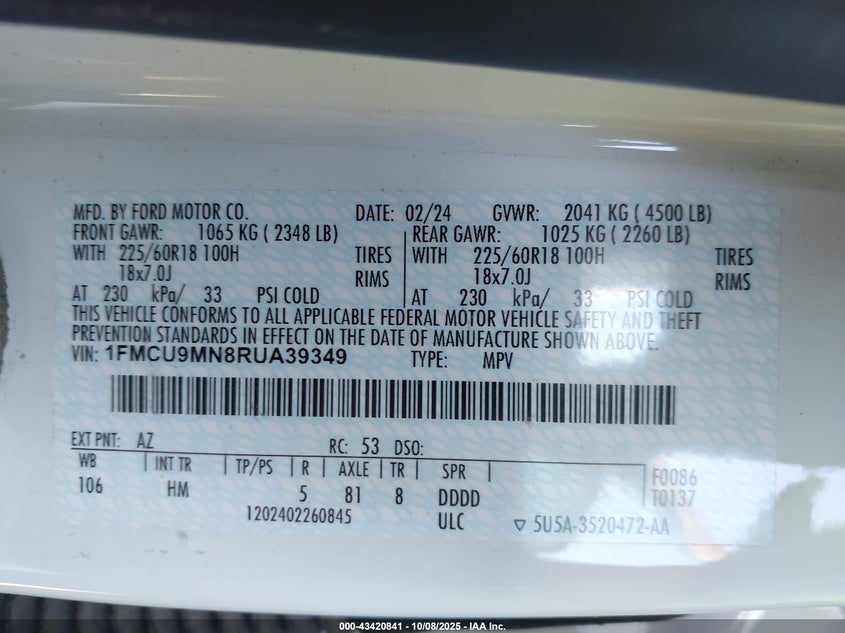 MFD. BY FORD MOTOR CO. DATE: 02/24 GVWR: 2041 KG ( 4500 LB)
FRONT GAWR: 1065 KG ( 2348 LB) REAR GAWR: 1025 KG ( 2260 LB)
WITH 225/60R18 100H TIRES WITH 225/60R18 100H TIRES
18x7.0J RIMS 18x7.0J RIMS
AT 230 kPa/ 33 PSI COLD AT 230 kPa/ 33 PSI COLD
THIS VEHICLE CONFORMS TO ALL APPLICABLE FEDERAL MOTOR VEHICLE SAFETY AND THEFT
PREVENTION STANDARDS IN EFFECT ON THE DATE OF MANUFACTURE SHOWN ABOVE.
VIN: 1FMCU9MN8RUA39349 TYPE: MPV
EXT PNT: AZ RC: 53 DSO:
WB INT TR TP/PS R AXLE TR SPR F0086
106 HM 5 81 8 DDDD T0137
1202402260845 ULC ▽ 5U5A-3520472-AA
000-43420841 - 10/08/2025 - IAA Inc.